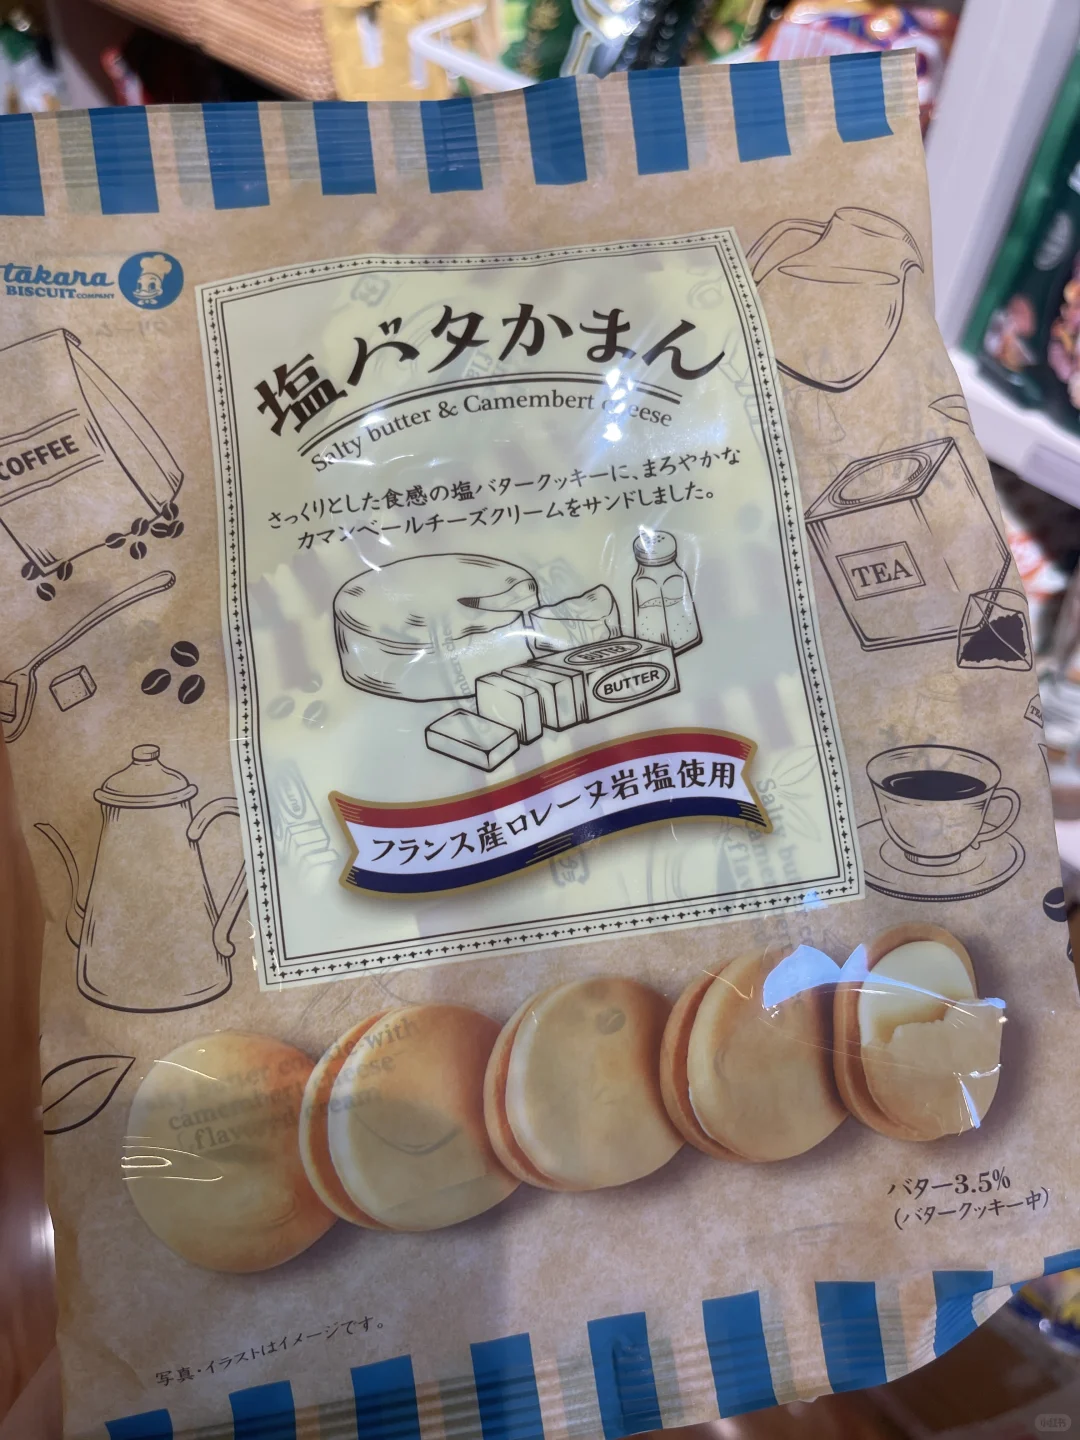 takara
BISCUIT COMPANY
塩バタかまん
Salty butter & Camembert cheese
さっくりとした食感の塩バタークッキーに、まろやかな
カマンベールチーズクリームをサンドしました。
COFFEE
TEA
BUTTER
BUTTER
フランス産ロレーヌ岩塩使用
バター3.5%
(バタークッキー中)
写真・イラストはイメージです。